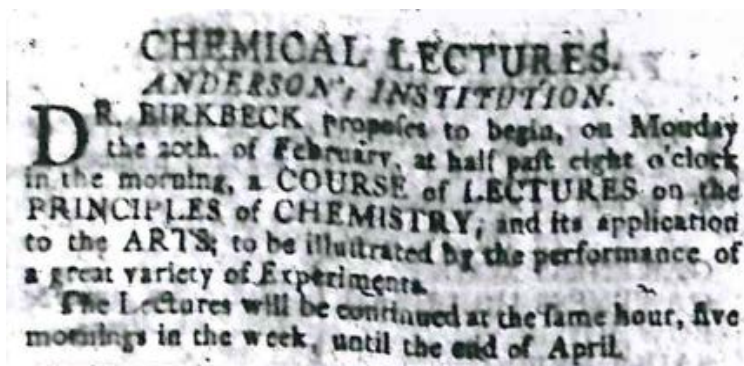 CHEMICAL LECTURES.
ANDERSON's INSTITUTION.
DR. BIRKBECK propoſes to begin, on Monday
the 20th. of February, at half paſt eight o'clock
in the morning, a COURSE of LECTURES on the
PRINCIPLES of CHEMISTRY, and its application
to the ARTS; to be illuſtrated by the performance of
a great variety of Experiments.
The Lectures will be continued at the ſame hour, five
mornings in the week, until the end of April.